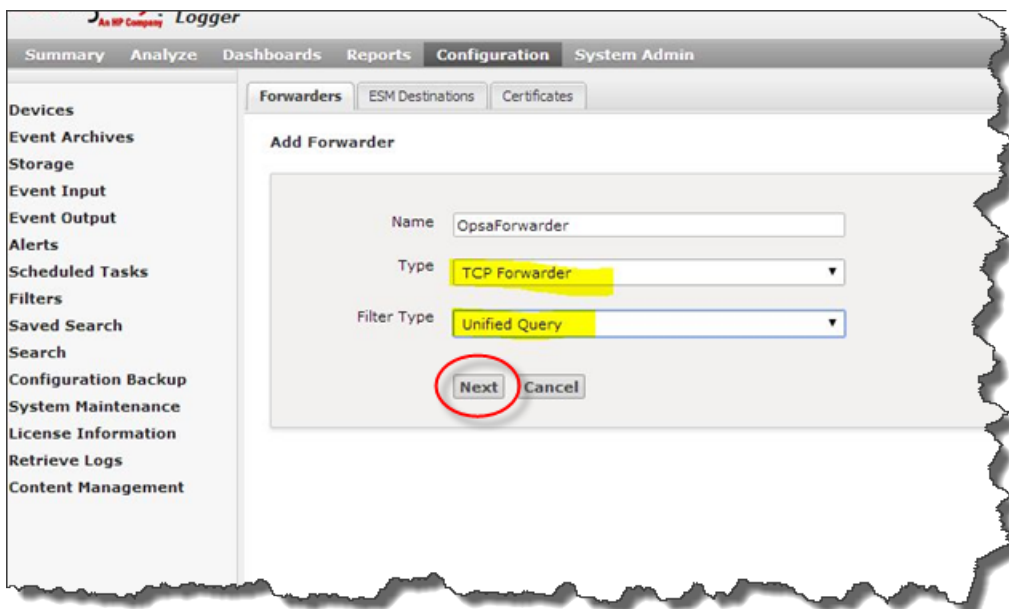 An HP Company Logger
Summary Analyze Dashboards Reports Configuration System Admin
Forwarders ESM Destinations Certificates
Devices
Event Archives
Storage
Event Input
Event Output
Alerts
Scheduled Tasks
Filters
Saved Search
Search
Configuration Backup
System Maintenance
License Information
Retrieve Logs
Content Management
Add Forwarder
Name OpsaForwarder
Type TCP Forwarder
Filter Type Unified Query
Next Cancel